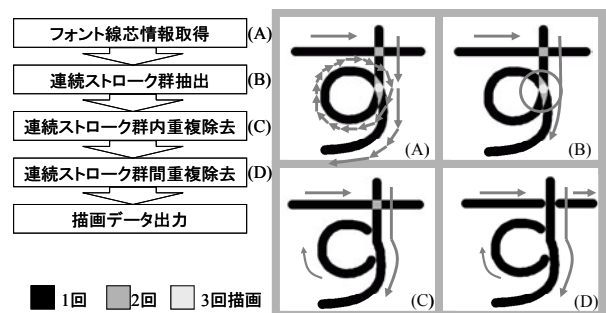 フォント線芯情報取得 (A)
連続ストローク群抽出 (B)
連続ストローク群内重複除去 (C)
連続ストローク群間重複除去 (D)
描画データ出力
1回 2回 3回描画
(A)
(B)
(C)
(D)